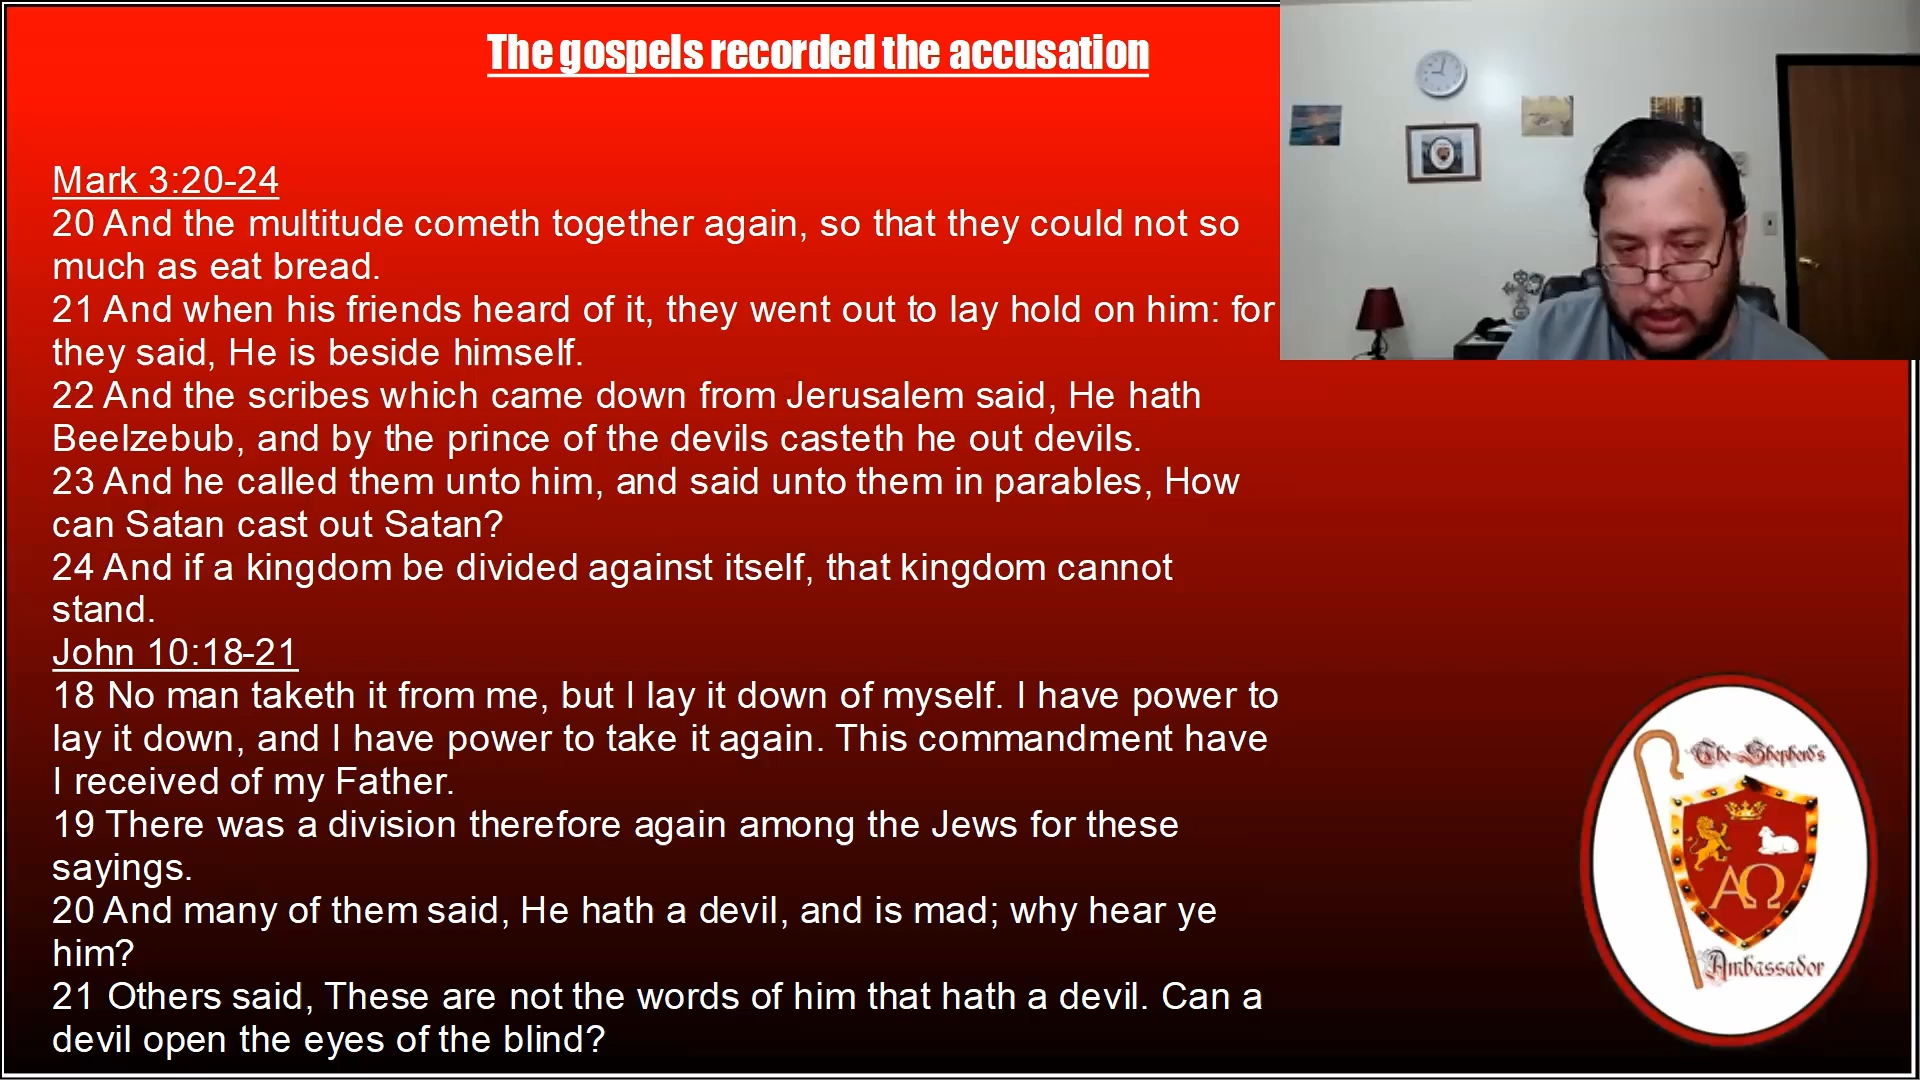 The gospels recorded the accusation
Mark 3:20-24
20 And the multitude cometh together again, so that they could not so
much as eat bread.
21 And when his friends heard of it, they went out to lay hold on him: for
they said, He is beside himself.
22 And the scribes which came down from Jerusalem said, He hath
Beelzebub, and by the prince of the devils casteth he out devils.
23 And he called them unto him, and said unto them in parables, How
can Satan cast out Satan?
24 And if a kingdom be divided against itself, that kingdom cannot
stand.
John 10:18-21
18 No man taketh it from me, but I lay it down of myself. I have power to
lay it down, and I have power to take it again. This commandment have
I received of my Father.
19 There was a division therefore again among the Jews for these
sayings.
20 And many of them said, He hath a devil, and is mad; why hear ye
him?
21 Others said, These are not the words of him that hath a devil. Can a
devil open the eyes of the blind?
The Shepherd's
ΑΩ
Ambassador